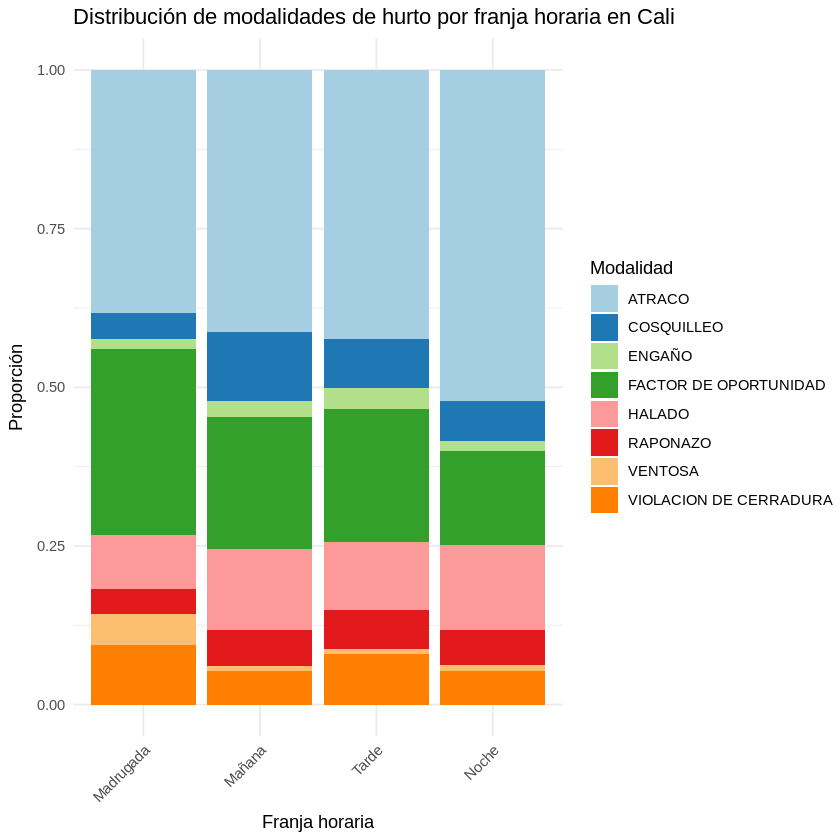 Distribución de modalidades de hurto por franja horaria en Cali
Proporción
1.00
0.75
0.50
0.25
0.00
Madrugada
Mañana
Tarde
Noche
Franja horaria
Modalidad
ATRACO
COSQUILLEO
ENGAÑO
FACTOR DE OPORTUNIDAD
HALADO
RAPONAZO
VENTOSA
VIOLACION DE CERRADURA